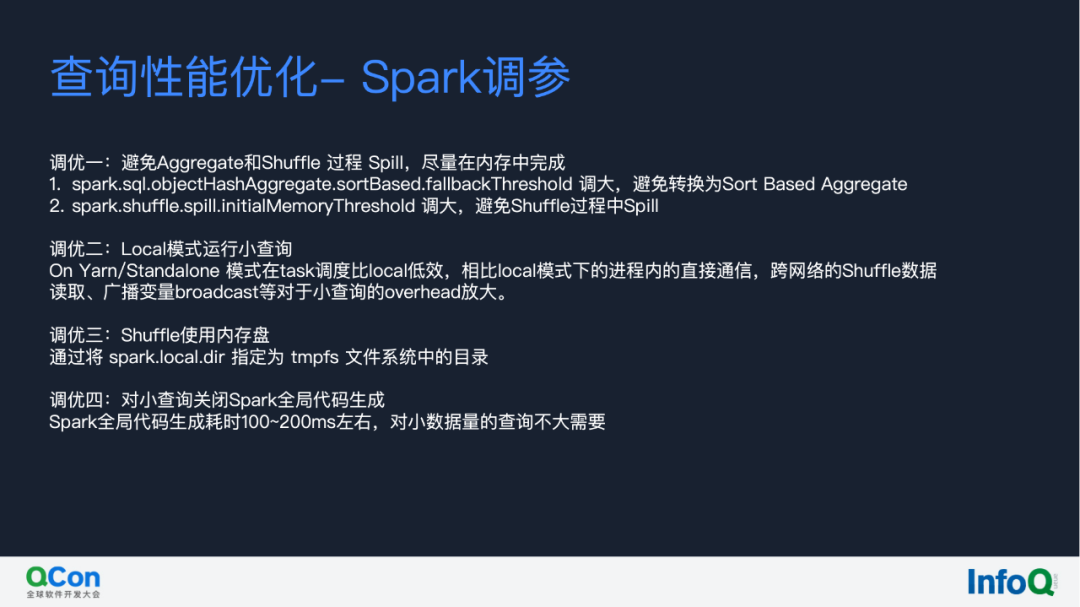 查询性能优化– Spark调参
调优一：避免Aggregate和Shuffle 过程 Spill，尽量在内存中完成
1. spark.sql.objectHashAggregate.sortBased.fallbackThreshold 调大，避免转换为Sort Based Aggregate
2. spark.shuffle.spill.initialMemoryThreshold 调大，避免Shuffle过程中Spill
调优二：Local模式运行小查询
On Yarn/Standalone 模式在task调度比local低效，相比local模式下的进程内的直接通信，跨网络的Shuffle数据
读取、广播变量broadcast等对于小查询的overhead放大。
调优三：Shuffle使用内存盘
通过将 spark.local.dir 指定为 tmpfs 文件系统中的目录
调优四：对小查询关闭Spark全局代码生成
Spark全局代码生成耗时100~200ms左右，对小数据量的查询不大需要
QCon
全球软件开发大会
InfoQ